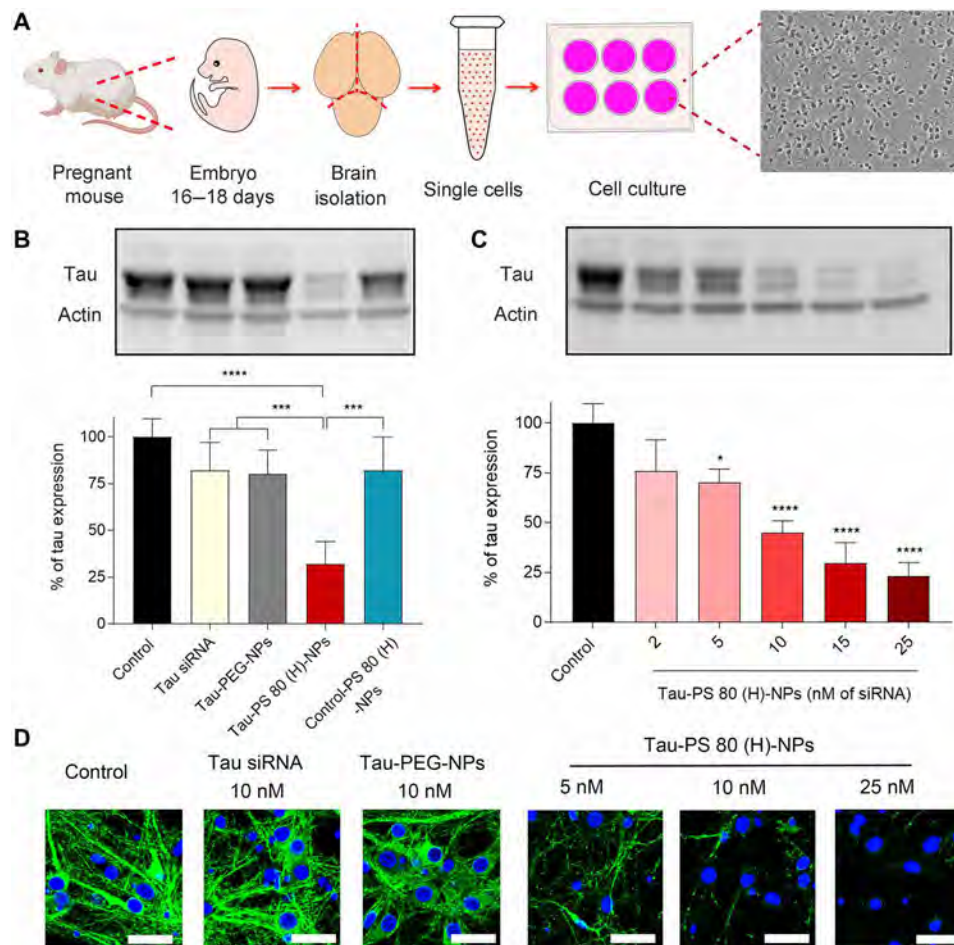 A
Pregnant
mouse
Embryo
16–18 days
Brain
isolation
Single cells
Cell culture
B
Tau
Actin
****
***
***
% of tau expression
100
75
50
25
0
Control
Tau siRNA
Tau-PEG-NPs
Tau-PS 80 (H)-NPs
Control-PS 80 (H)
-NPs
C
Tau
Actin
% of tau expression
100
75
50
25
0
*
****
****
****
Control
2
5
10
15
25
Tau-PS 80 (H)-NPs (nM of siRNA)
D
Control
Tau siRNA
10 nM
Tau-PEG-NPs
10 nM
Tau-PS 80 (H)-NPs
5 nM
10 nM
25 nM